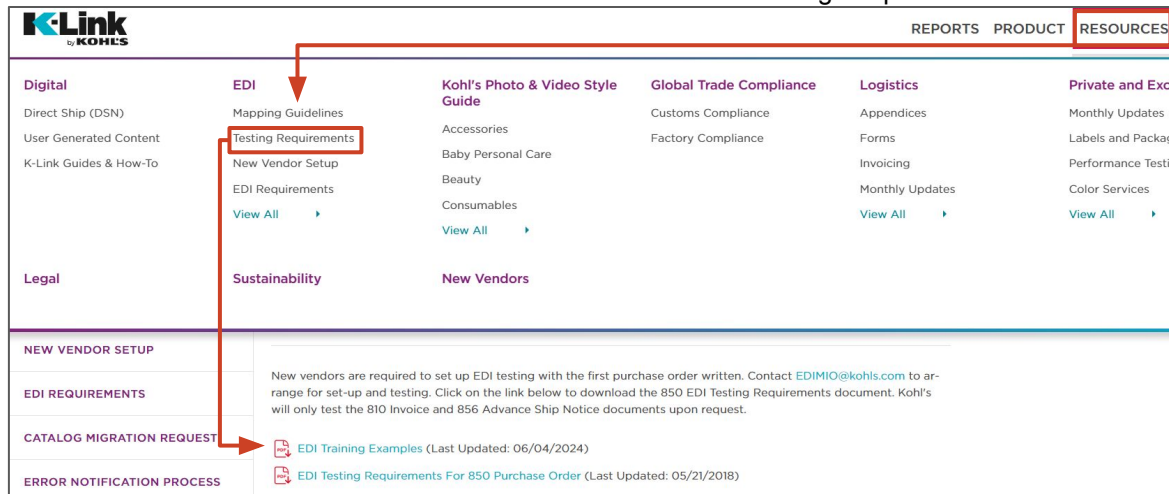 K-Link
by KOHL'S
REPORTS PRODUCT RESOURCES
Digital
Direct Ship (DSN)
User Generated Content
K-Link Guides & How-To
EDI
Mapping Guidelines
Testing Requirements
New Vendor Setup
EDI Requirements
View All
Kohl's Photo & Video Style
Guide
Accessories
Baby Personal Care
Beauty
Consumables
View All
Global Trade Compliance
Customs Compliance
Factory Compliance
Logistics
Appendices
Forms
Invoicing
Monthly Updates
View All
Private and Exc
Monthly Updates
Labels and Packa
Performance Testi
Color Services
View All
Legal
Sustainability
New Vendors
NEW VENDOR SETUP
EDI REQUIREMENTS
CATALOG MIGRATION REQUEST
ERROR NOTIFICATION PROCESS
New vendors are required to set up EDI testing with the first purchase order written. Contact EDIMIO@kohls.com to ar-
range for set-up and testing. Click on the link below to download the 850 EDI Testing Requirements document. Kohl's
will only test the 810 Invoice and 856 Advance Ship Notice documents upon request.
EDI Training Examples (Last Updated: 06/04/2024)
EDI Testing Requirements For 850 Purchase Order (Last Updated: 05/21/2018)